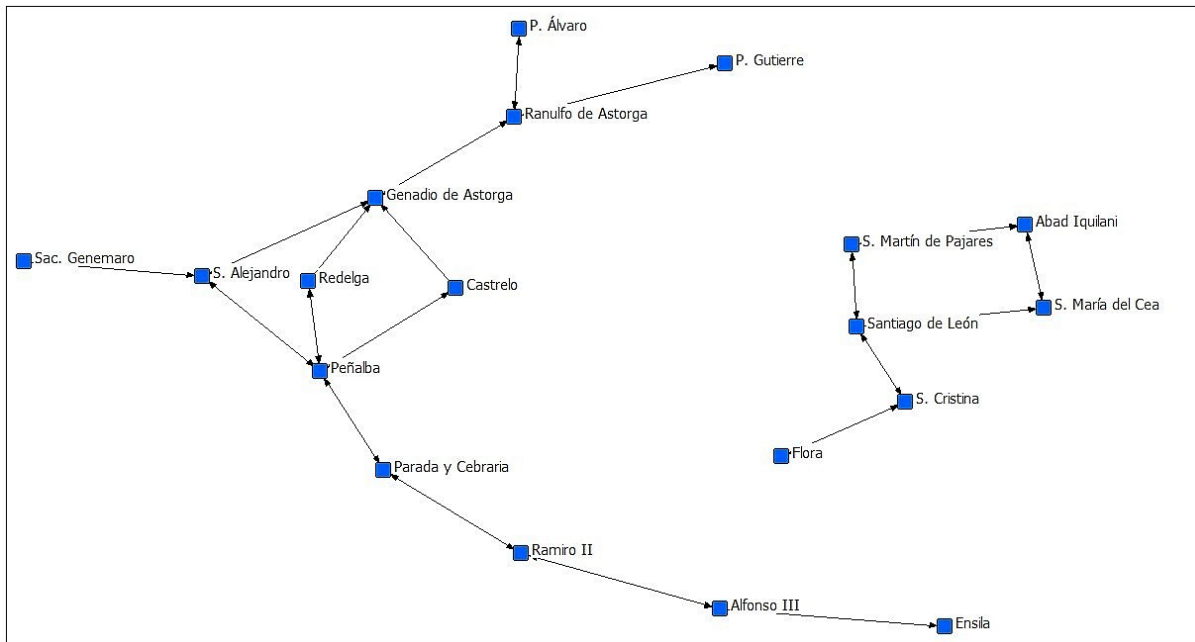 P. Álvaro
P. Gutierre
Ranulfo de Astorga
Genadio de Astorga
Abad Iquilani
S. Martín de Pajares
Sac. Genemaro
S. Alejandro
Redelga
Castrelo
S. María del Cea
Santiago de León
Peñalba
S. Cristina
Flora
Parada y Cebraria
Ramiro II
Alfonso III
Ensila